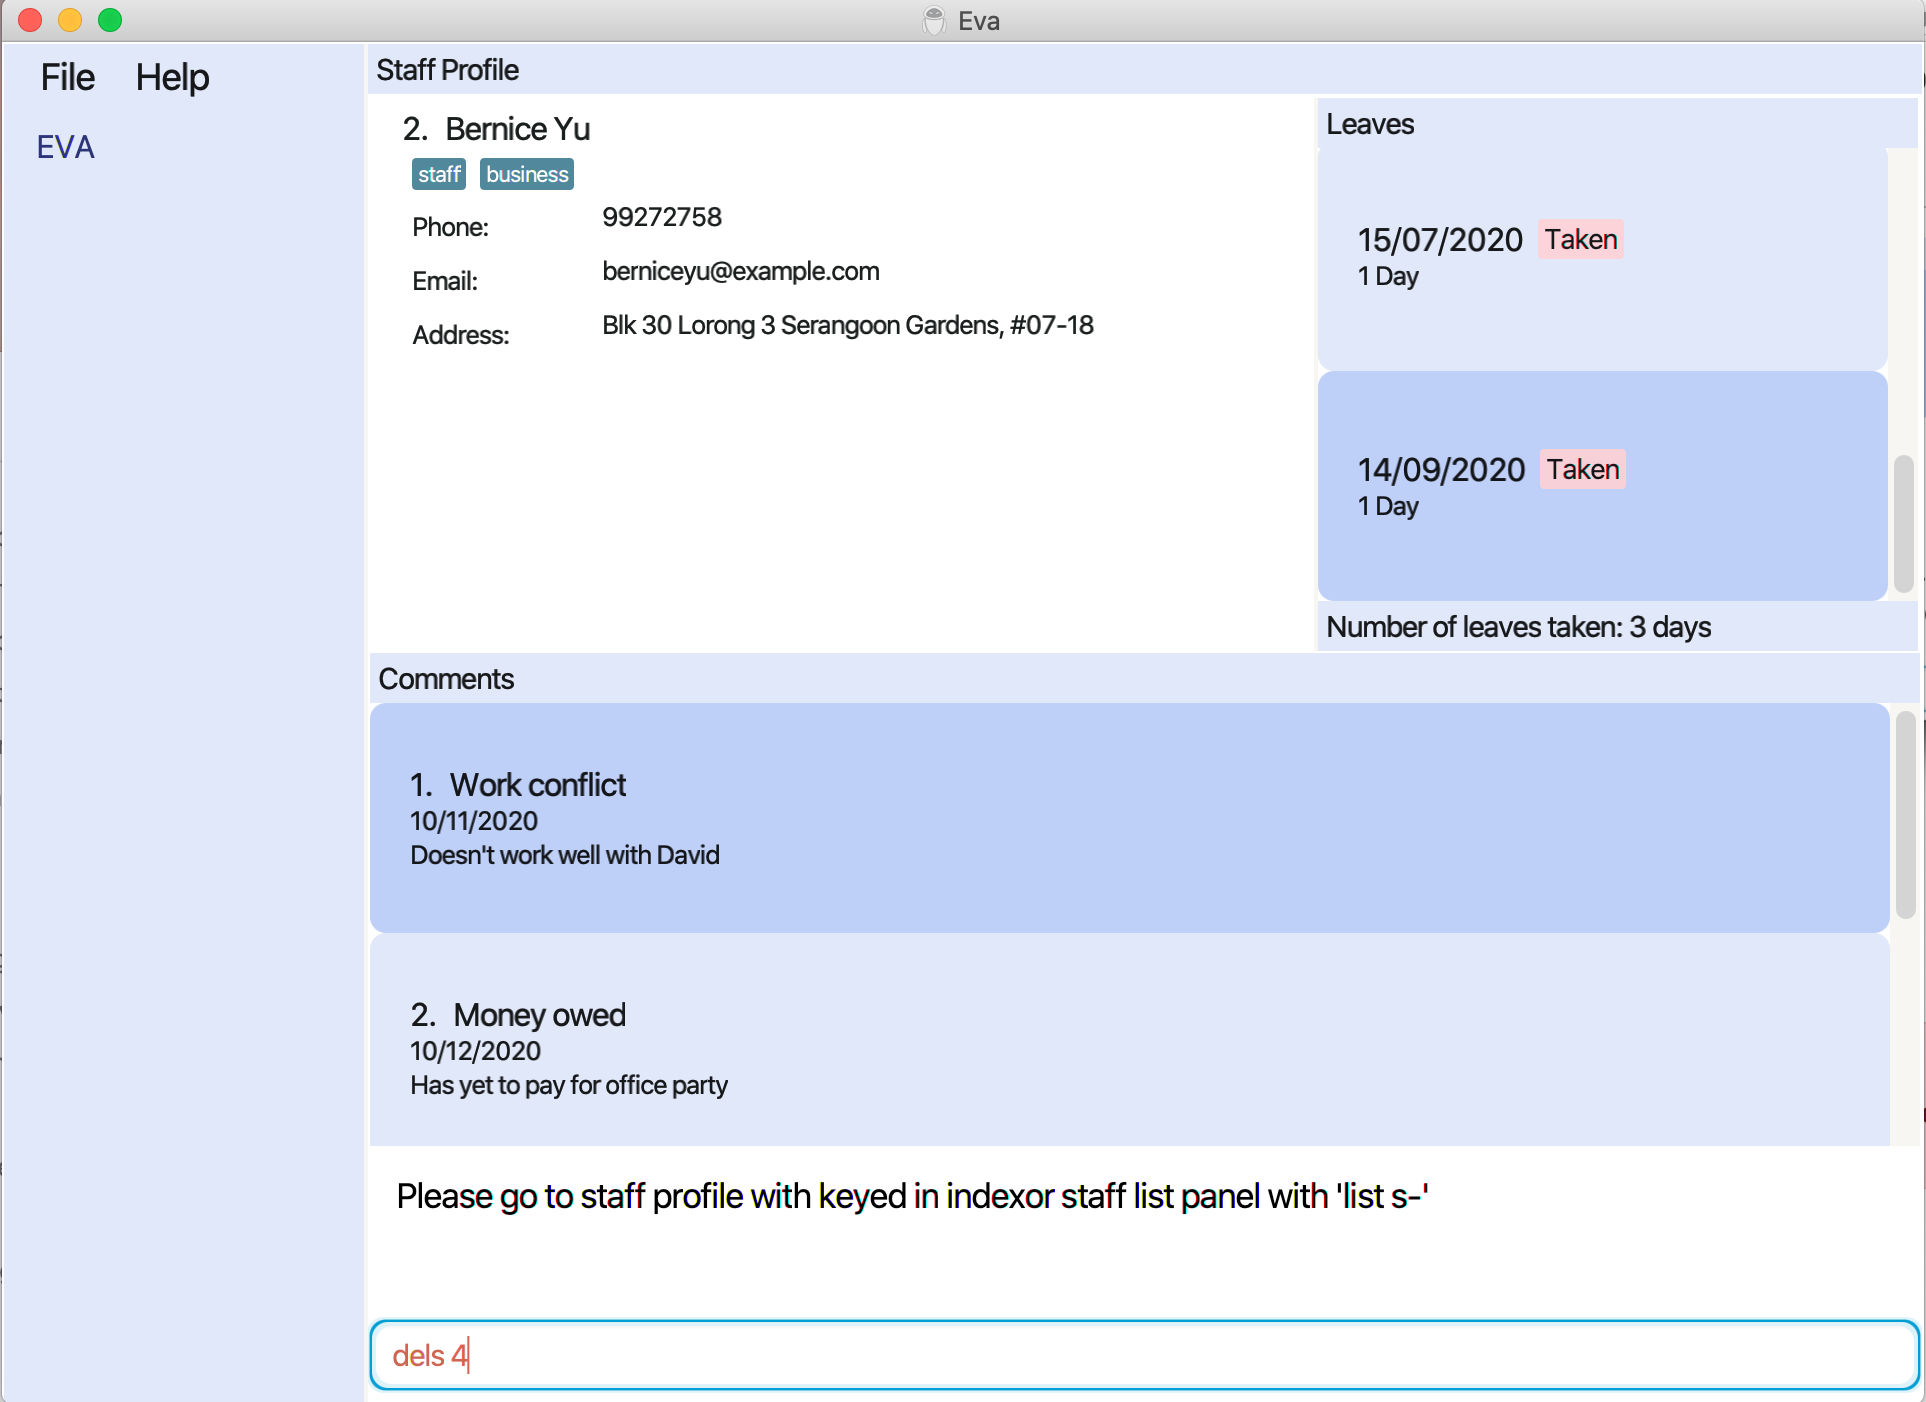 Eva
File Help
EVA
Staff Profile
2. Bernice Yu
staff business
Phone: 99272758
Email: berniceyu@example.com
Address: Blk 30 Lorong 3 Serangoon Gardens, #07-18
Leaves
15/07/2020 Taken
1 Day
14/09/2020 Taken
1 Day
Number of leaves taken: 3 days
Comments
1. Work conflict
10/11/2020
Doesn't work well with David
2. Money owed
10/12/2020
Has yet to pay for office party
Please go to staff profile with keyed in indexor staff list panel with 'list s-'
dels 4